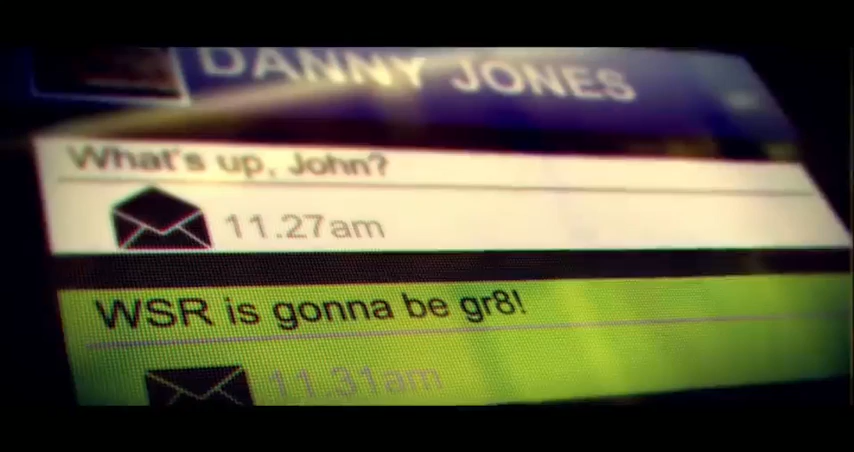 DANNY JONES
What's up, John?
11.27am
WSR is gonna be gr8!
11.31am